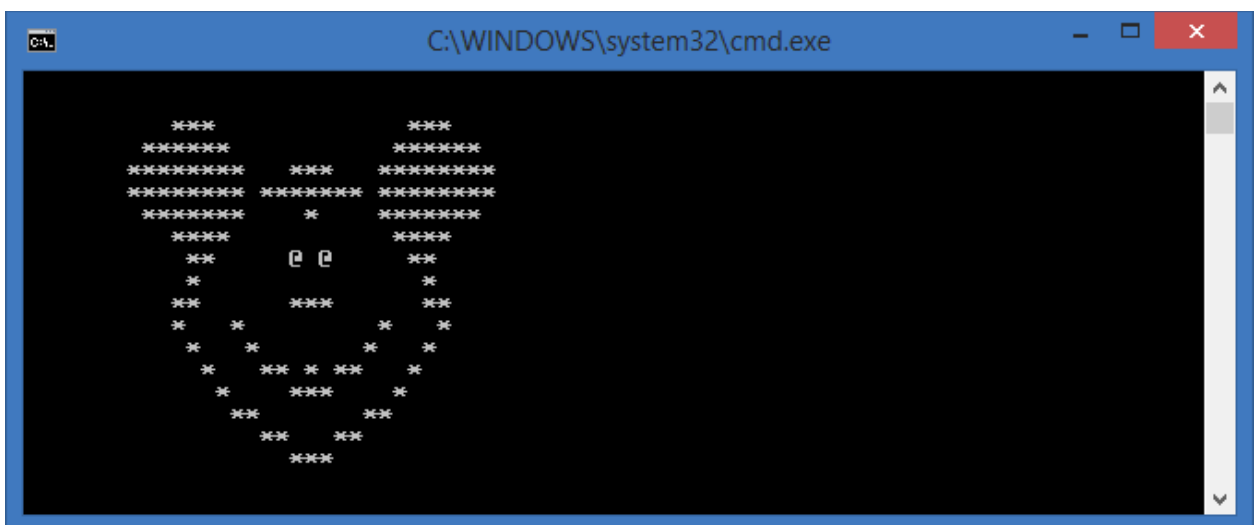 C:\WINDOWS\system32\cmd.exe
          ***             ***
        ******           ******
       ********   ***   ********
       ******** ******* ********
        *******    *    *******
          ****           ****
           **     @ @     **
           *               *
          **      ***      **
          *   *         *   *
           *   *       *   *
            *   ** * **   *
             *    ***    *
              **       **
                **   **
                  ***